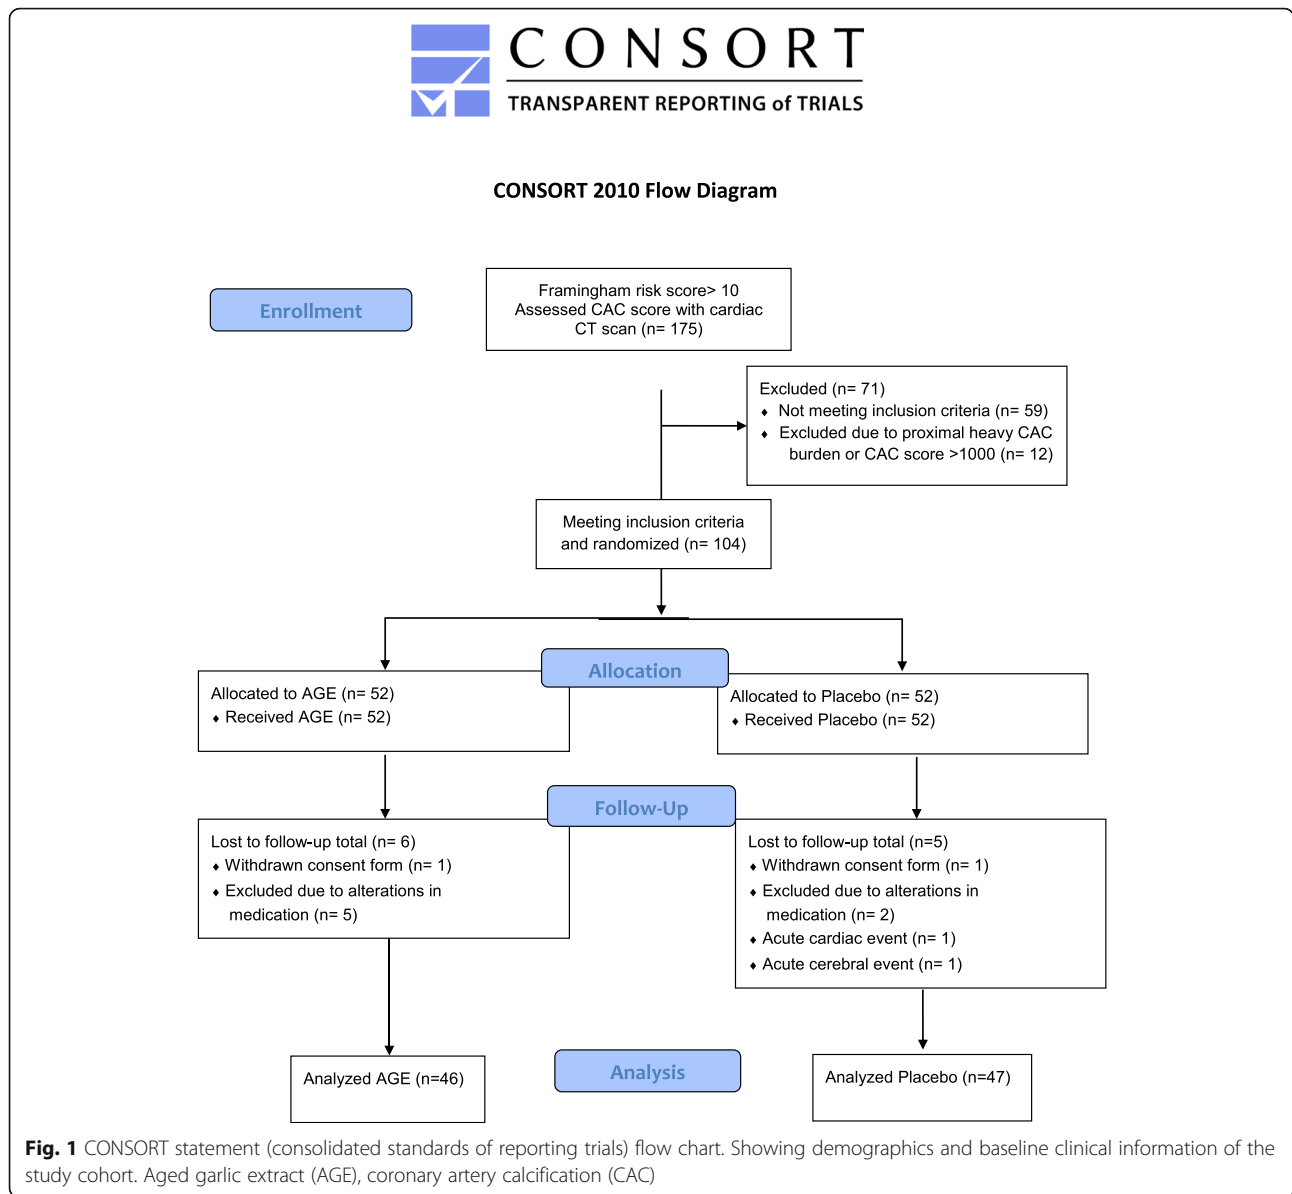 CONSORT
TRANSPARENT REPORTING of TRIALS
CONSORT 2010 Flow Diagram
Enrollment
Framingham risk score> 10
Assessed CAC score with cardiac
CT scan (n= 175)
Excluded (n= 71)
♦ Not meeting inclusion criteria (n= 59)
♦ Excluded due to proximal heavy CAC
burden or CAC score >1000 (n= 12)
Meeting inclusion criteria
and randomized (n= 104)
Allocation
Allocated to AGE (n= 52)
♦ Received AGE (n= 52)
Allocated to Placebo (n= 52)
♦ Received Placebo (n= 52)
Follow-Up
Lost to follow-up total (n= 6)
♦ Withdrawn consent form (n= 1)
♦ Excluded due to alterations in
medication (n= 5)
Lost to follow-up total (n=5)
♦ Withdrawn consent form (n= 1)
♦ Excluded due to alterations in
medication (n= 2)
♦ Acute cardiac event (n= 1)
♦ Acute cerebral event (n= 1)
Analysis
Analyzed AGE (n=46)
Analyzed Placebo (n=47)
Fig. 1 CONSORT statement (consolidated standards of reporting trials) flow chart. Showing demographics and baseline clinical information of the
study cohort. Aged garlic extract (AGE), coronary artery calcification (CAC)